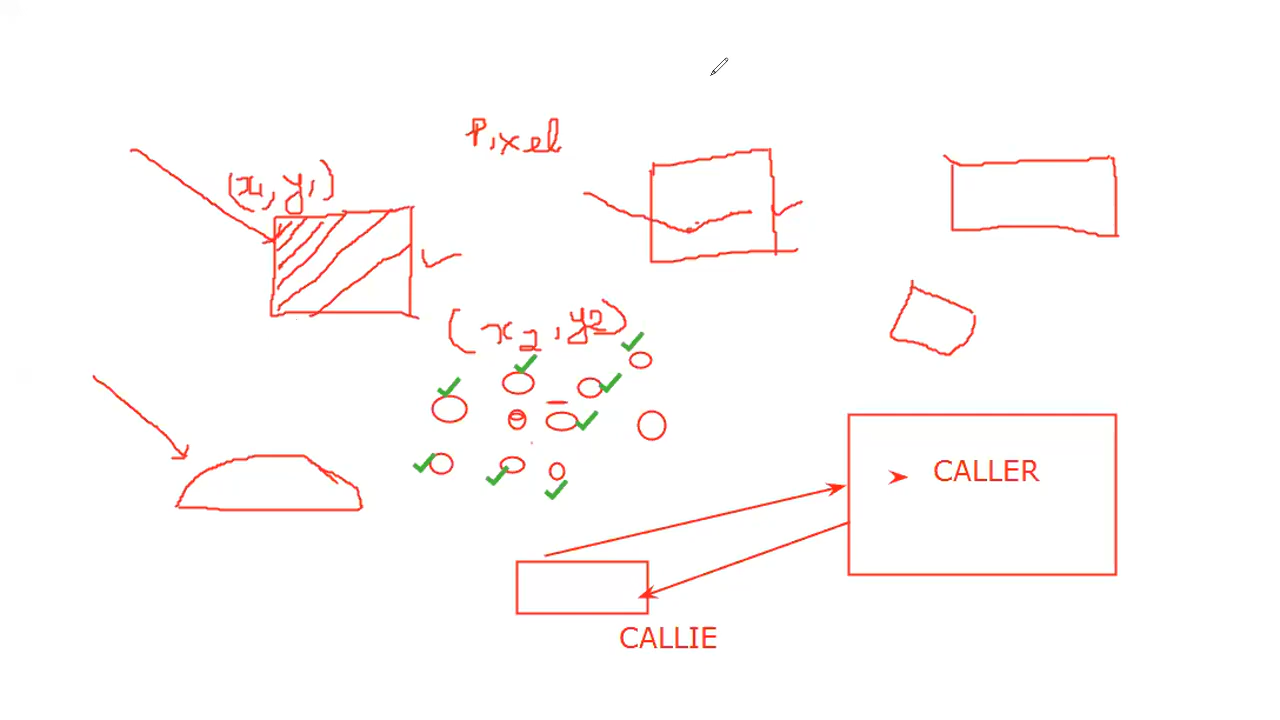 Pixel
(x1, y1)
(x2, y2)
CALLER
CALLIE